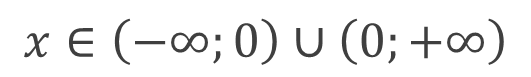 x ∈ (−∞; 0) ∪ (0; +∞)